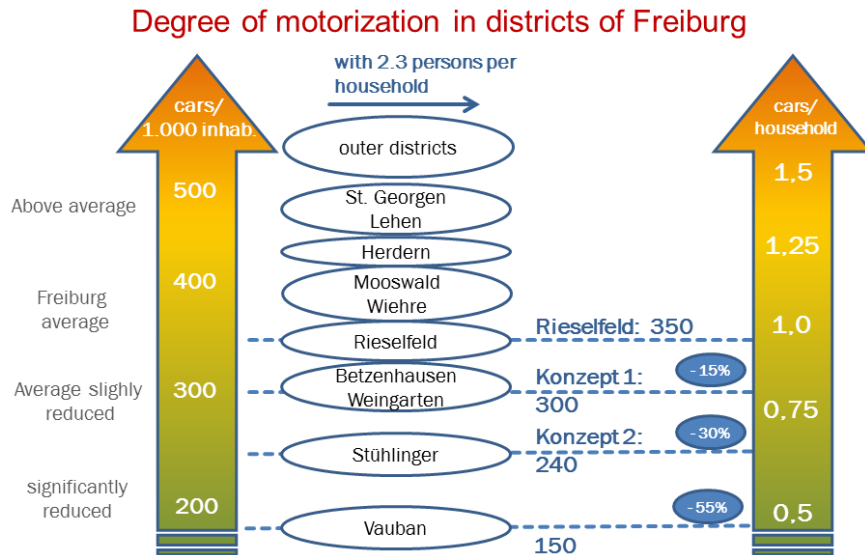 Degree of motorization in districts of Freiburg
with 2.3 persons per
household
cars/
1.000 inhab.
cars/
household
outer districts
500
1,5
Above average
St. Georgen
Lehen
Herdern
1,25
400
Mooswald
Wiehre
Freiburg
average
Rieselfeld: 350
1,0
Rieselfeld
-15%
Average slighly
reduced
300
Betzenhausen
Weingarten
Konzept 1:
300
0,75
Konzept 2:
240
-30%
Stühlinger
significantly
reduced
200
-55%
0,5
Vauban
150